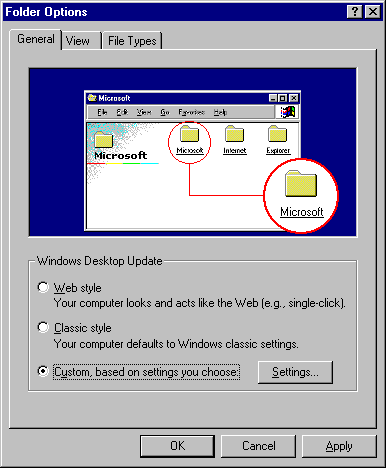 Folder Options
General View File Types
Microsoft
File Edit View Go Favorites Help
Microsoft Microsoft Internet Explorer
Microsoft
Windows Desktop Update
Web style
Your computer looks and acts like the Web (e.g., single-click).
Classic style
Your computer defaults to Windows classic settings.
Custom, based on settings you choose: Settings...
OK Cancel Apply